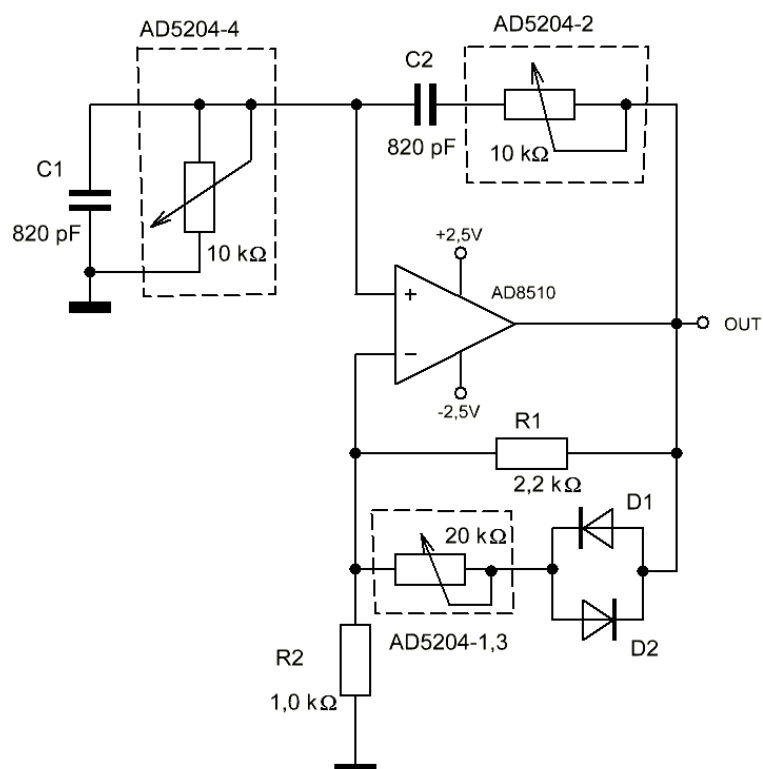 AD5204-4
AD5204-2
C2
820 pF
10 kΩ
C1
820 pF
10 kΩ
+2,5V
AD8510
+
−
OUT
-2,5V
R1
2,2 kΩ
D1
20 kΩ
AD5204-1,3
D2
R2
1,0 kΩ